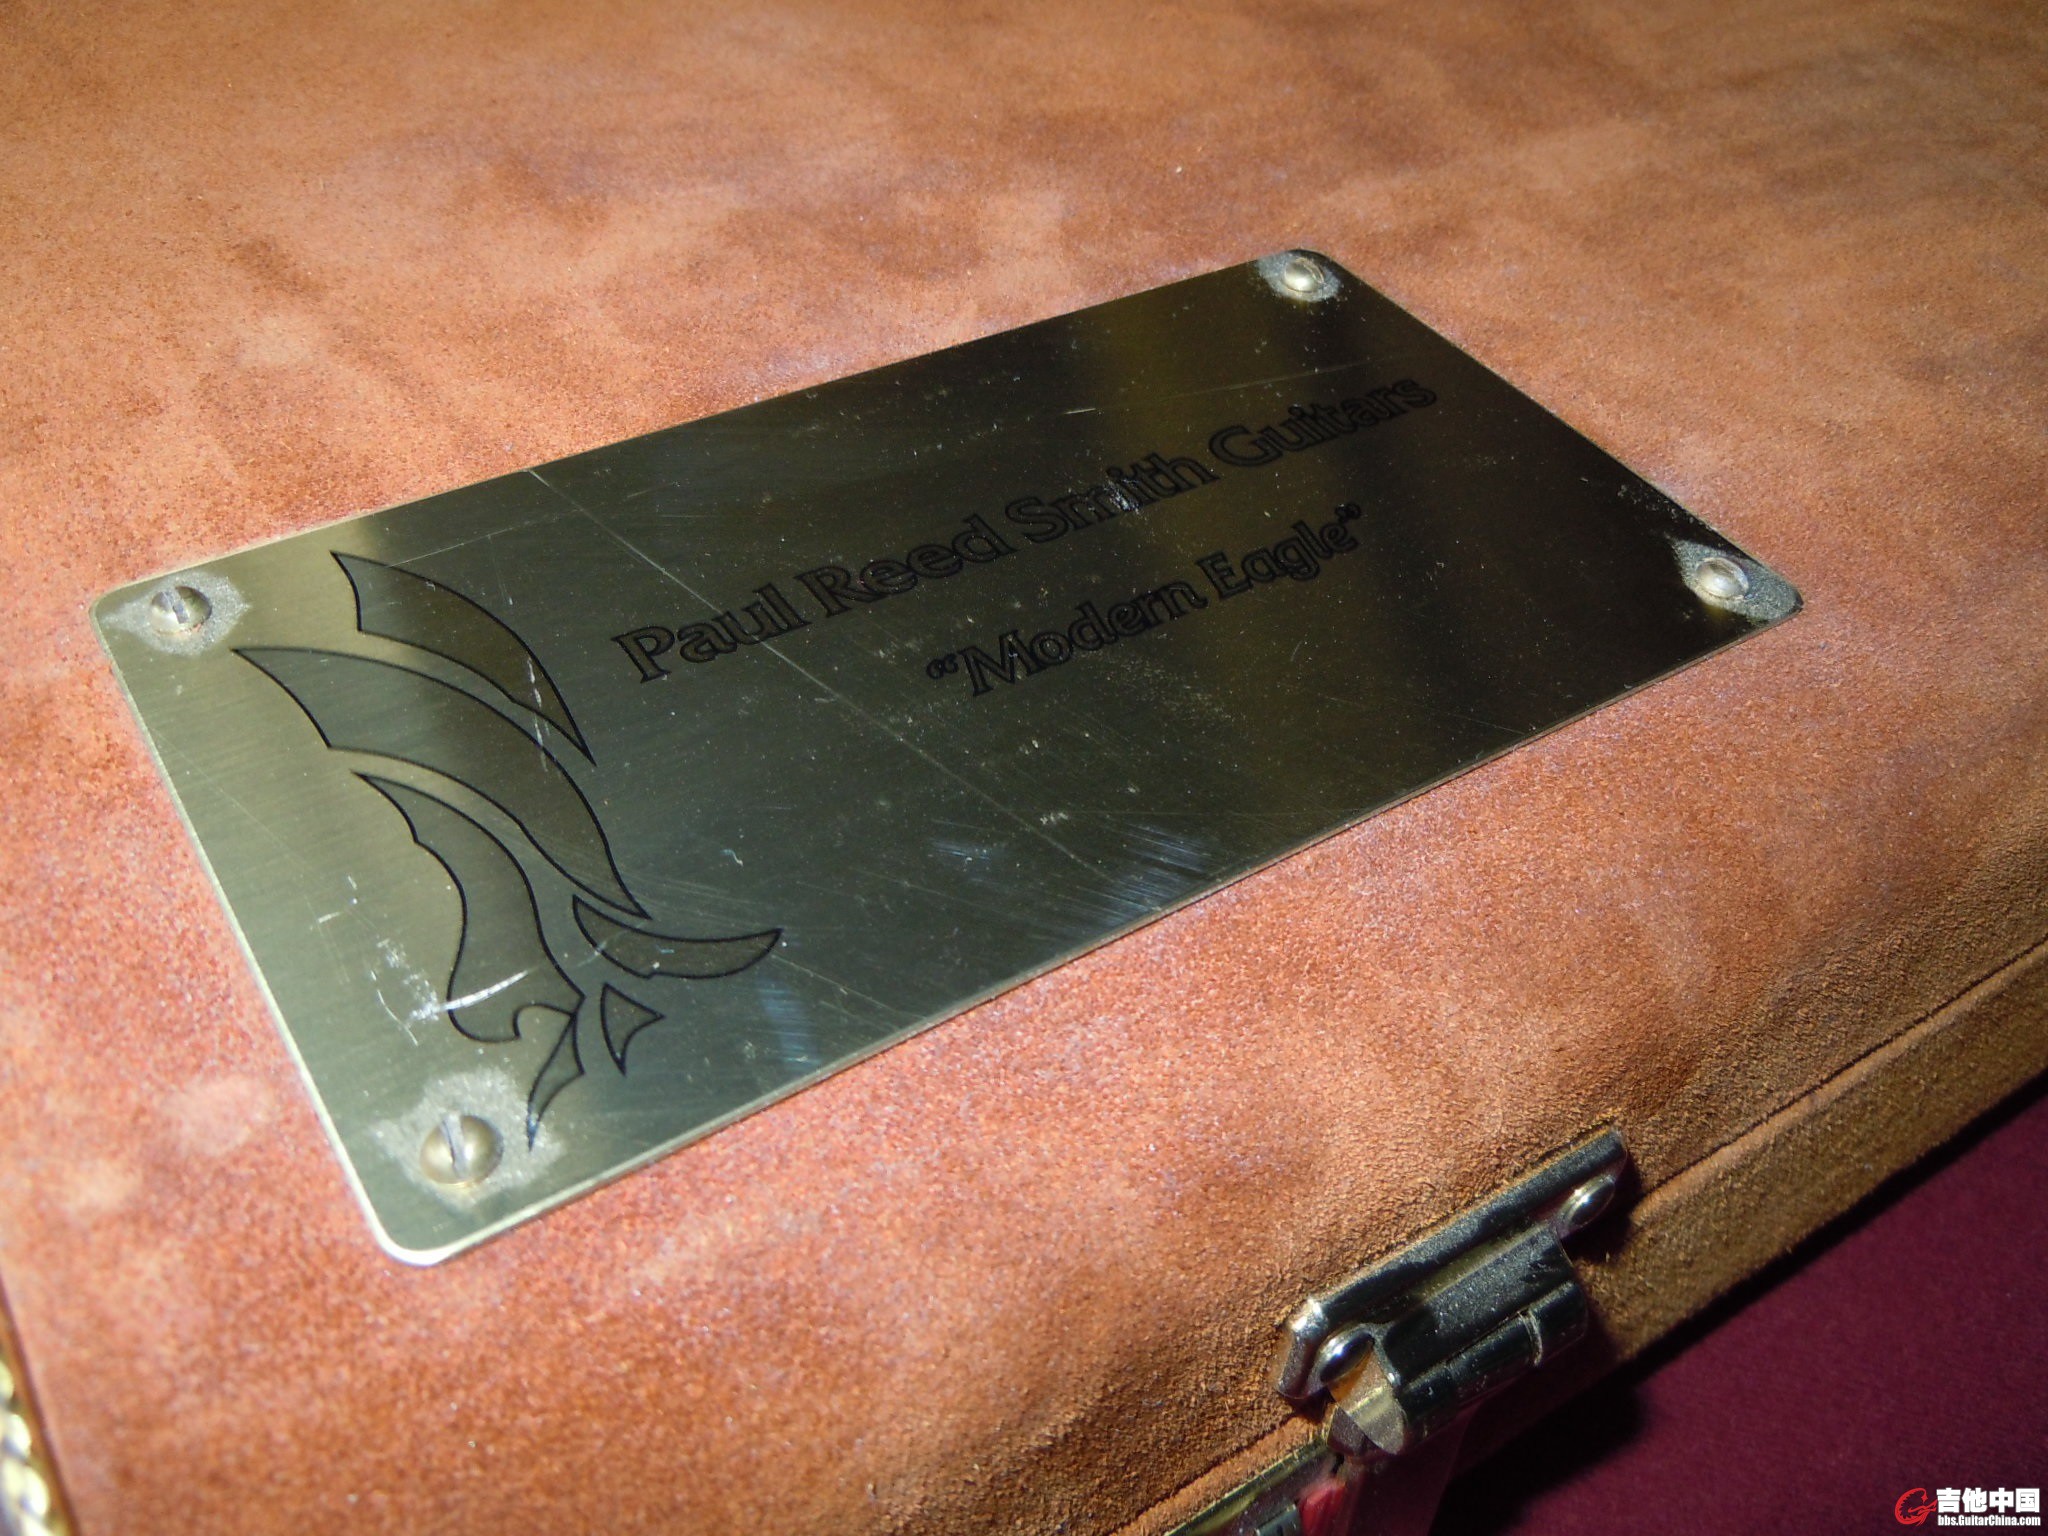 Paul Reed Smith Guitars
“Modern Eagle”
吉他中国
bbs.GuitarChina.com